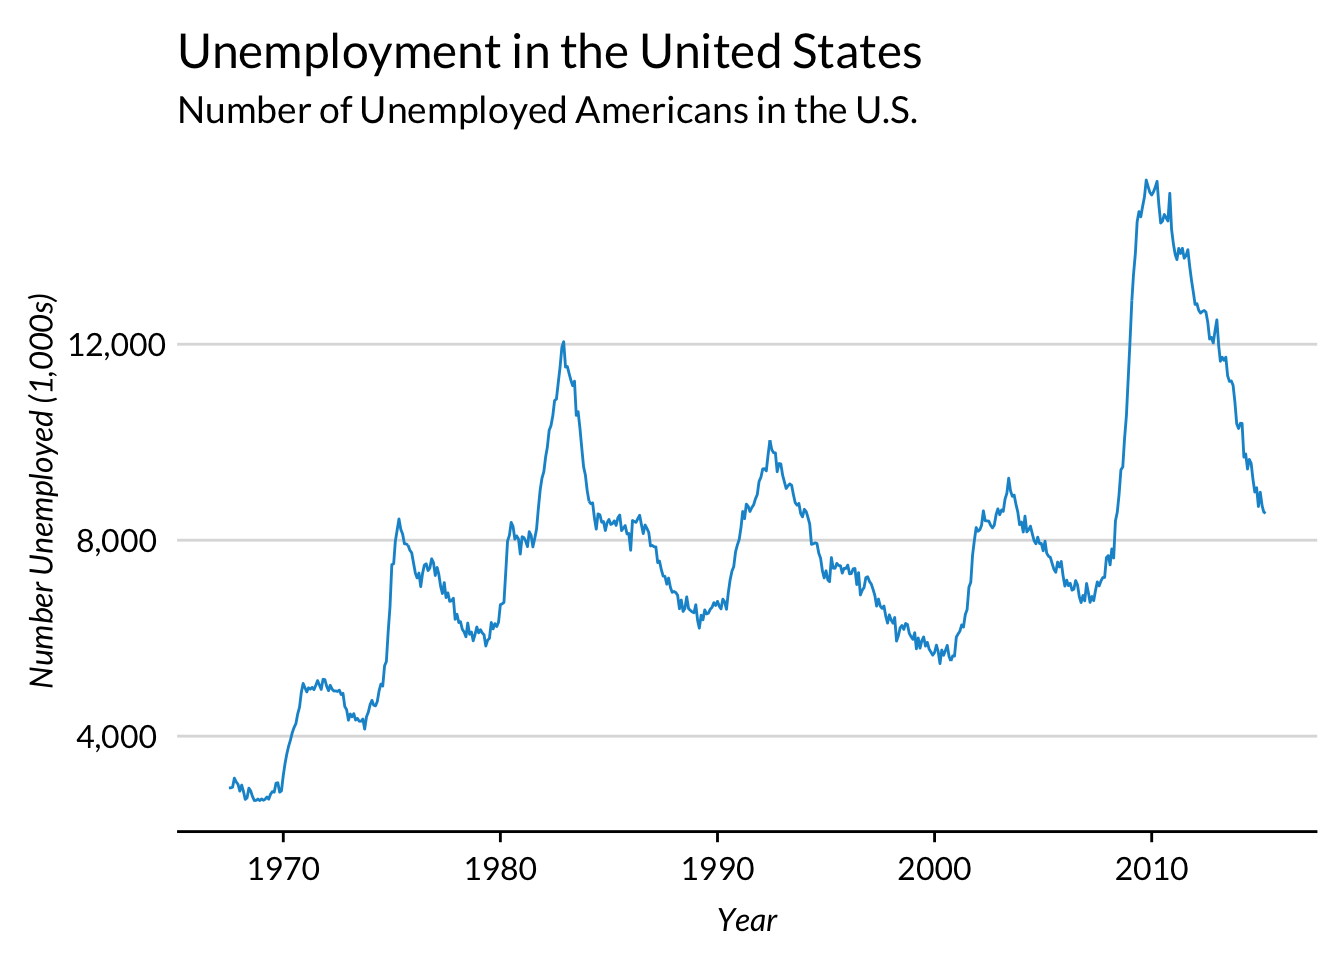 Unemployment in the United States
Number of Unemployed Americans in the U.S.
Number Unemployed (1,000s)
12,000
8,000
4,000
1970 1980 1990 2000 2010
Year